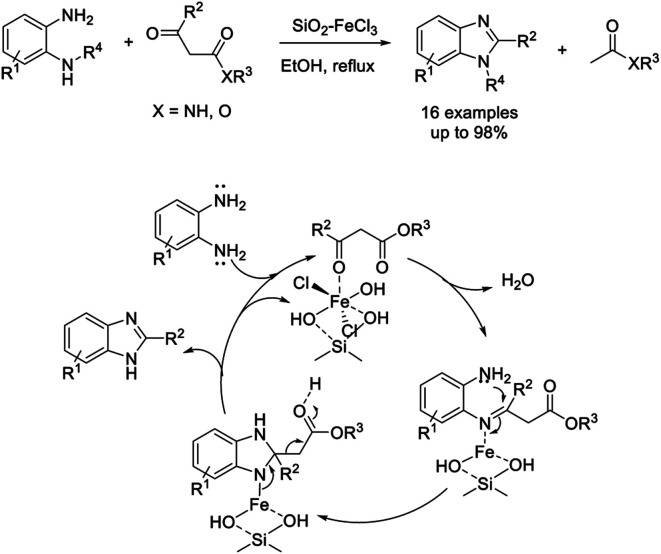 NH₂
R¹
N
H
R⁴
+
R²
O
O
XR³
X = NH, O
SiO₂-FeCl₃
EtOH, reflux
N
R²
N
R¹
R⁴
16 examples
up to 98%
+
O
XR³
NH₂
NH₂
R¹
R²
OR³
O
O
Cl
Fe
OH
HO
Cl
OH
Si
H₂O
N
R²
N
H
R¹
NH₂
R²
O
N
OR³
R¹
Fe
HO
OH
Si
H
O
H
N
OR³
R²
N
R¹
Fe
HO
OH
Si